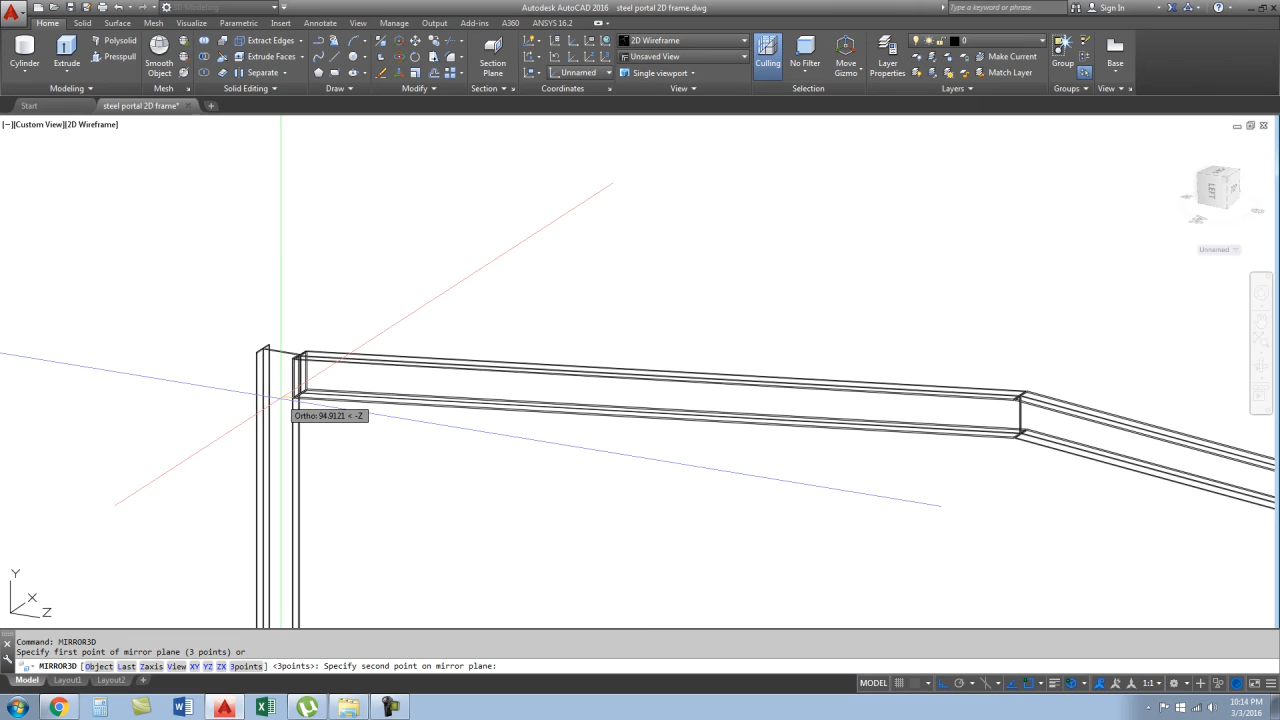 3D Modeling
Autodesk AutoCAD 2016 steel portal 2D frame.dwg
Type a keyword or phrase
Sign In
Home Solid Surface Mesh Visualize Parametric Insert Annotate View Manage Output Add-ins A360 ANSYS 16.2
Cylinder
Extrude
Polysolid
Presspull
Smooth
Object
Extrude Edges
Extrude Faces
Separate
Section
Plane
Unnamed
2D Wireframe
Unsaved View
Single viewport
Culling
No Filter
Move
Gizmo
Layer
Properties
0
Make Current
Match Layer
Group
Base
Modeling Mesh Solid Editing Draw Modify Section Coordinates View Selection Layers Groups View
Start
steel portal 2D frame*
[−][Custom View][2D Wireframe]
LEFT
Unnamed
Ortho: 94.9121 < -Z
Y
X
Z
Command: MIRROR3D
Specify first point of mirror plane (3 points) or
MIRROR3D [Object Last Zaxis View XY YZ ZX 3points] <3points>: Specify second point on mirror plane:
Model Layout1 Layout2
MODEL
1:1
10:14 PM
3/3/2016